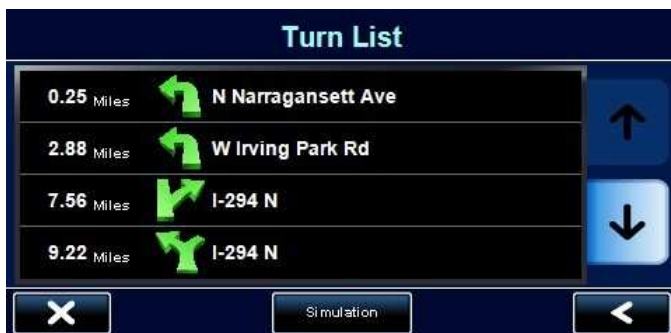 Turn List
0.25 Miles N Narragansett Ave
2.88 Miles W Irving Park Rd
7.56 Miles I-294 N
9.22 Miles I-294 N
Simulation